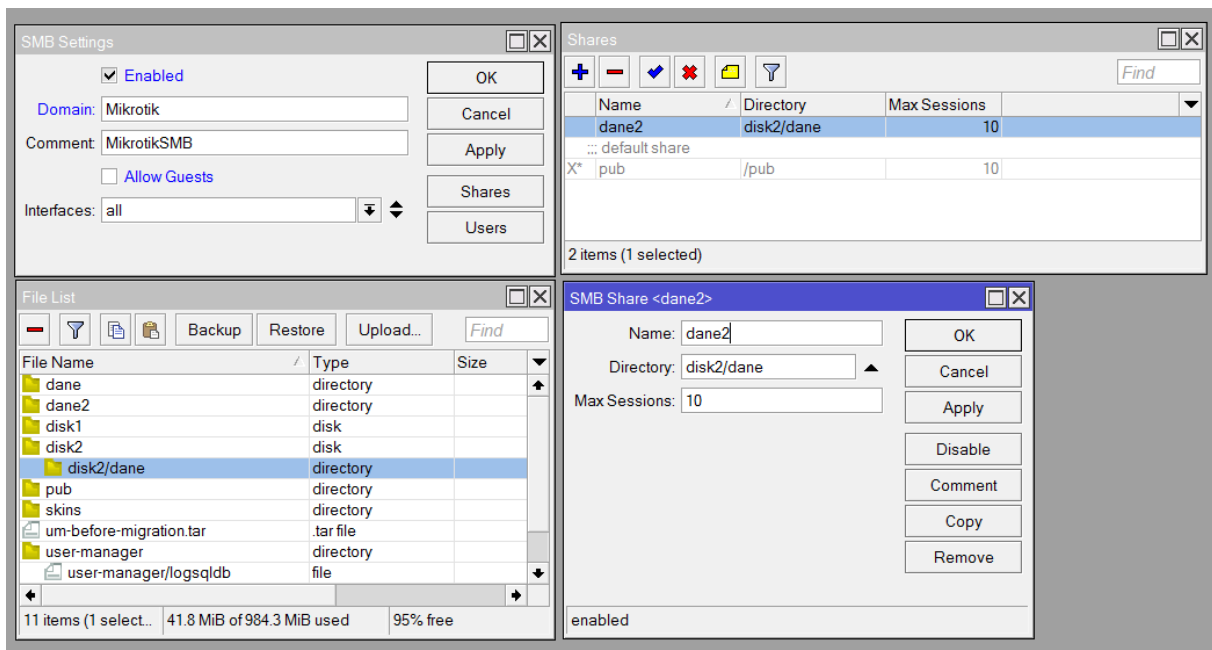 SMB Settings
Enabled
Domain: Mikrotik
Comment: MikrotikSMB
Allow Guests
Interfaces: all
OK
Cancel
Apply
Shares
Users
Shares
Find
Name Directory Max Sessions
dane2 disk2/dane 10
;;; default share
X* pub /pub 10
2 items (1 selected)
File List
Backup Restore Upload... Find
File Name Type Size
dane directory
dane2 directory
disk1 disk
disk2 disk
disk2/dane directory
pub directory
skins directory
um-before-migration.tar .tar file
user-manager directory
user-manager/logsqldb file
11 items (1 select... 41.8 MiB of 984.3 MiB used 95% free
SMB Share <dane2>
Name: dane2
Directory: disk2/dane
Max Sessions: 10
OK
Cancel
Apply
Disable
Comment
Copy
Remove
enabled